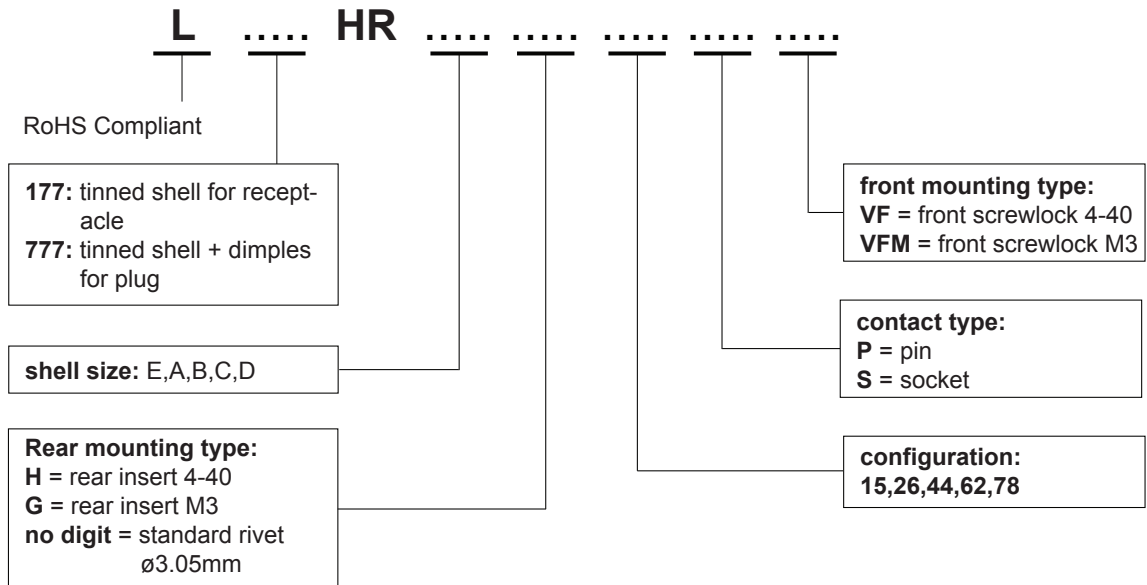 L ..... HR ..... ..... ..... ..... .....
RoHS Compliant
177: tinned shell for recept-
acle
777: tinned shell + dimples
for plug
shell size: E,A,B,C,D
Rear mounting type:
H = rear insert 4-40
G = rear insert M3
no digit = standard rivet
ø3.05mm
front mounting type:
VF = front screwlock 4-40
VFM = front screwlock M3
contact type:
P = pin
S = socket
configuration:
15,26,44,62,78